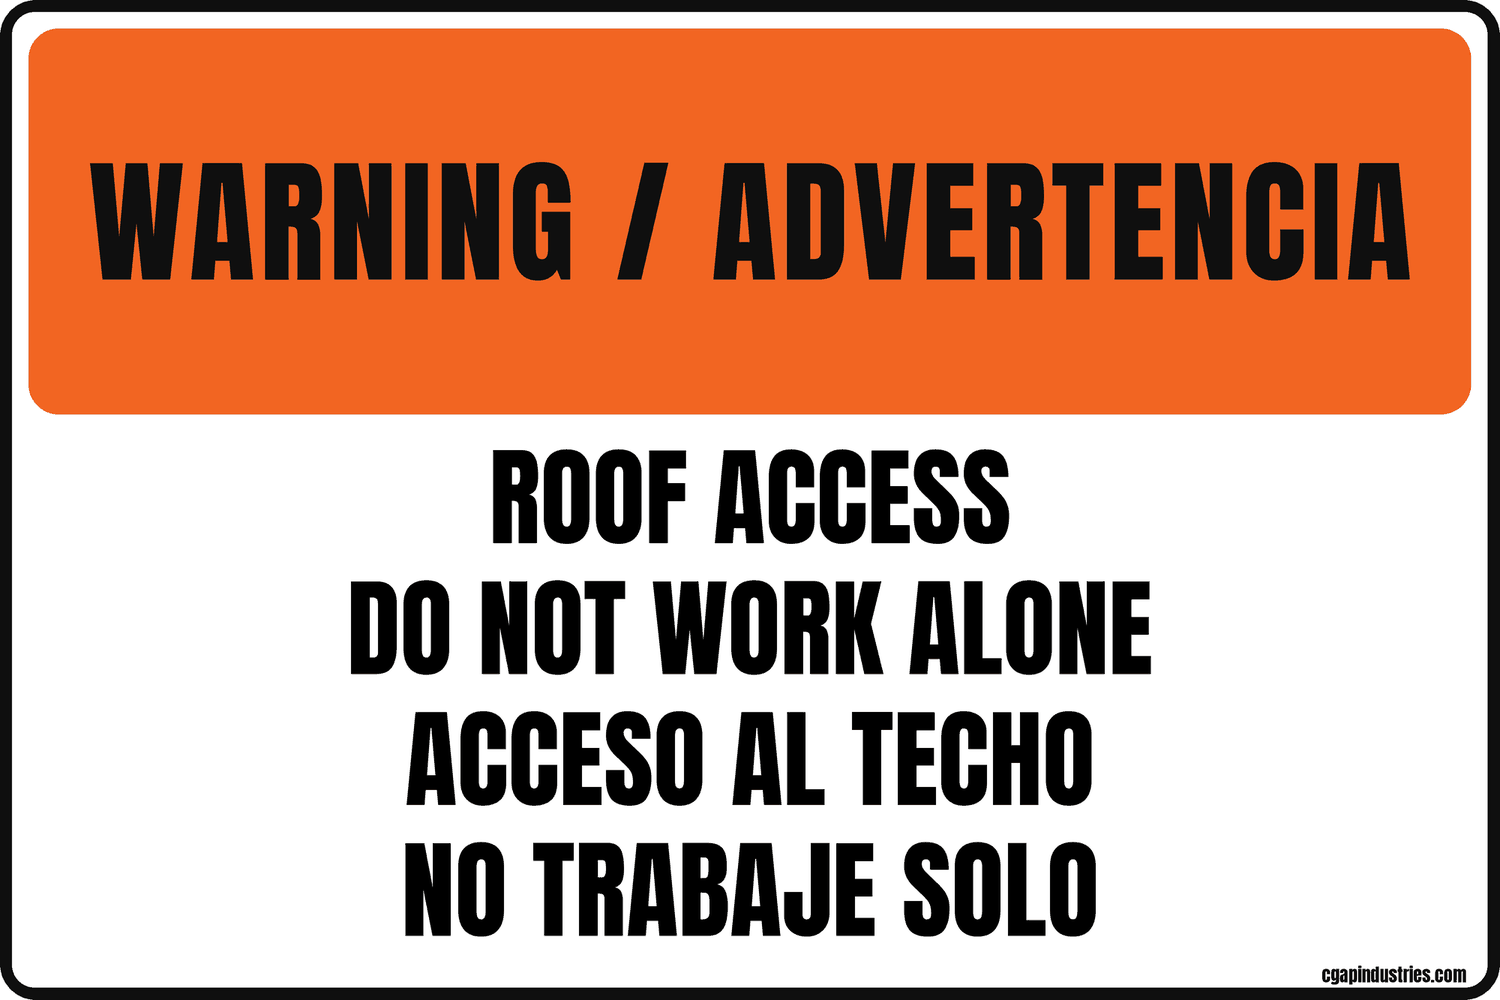 WARNING / ADVERTENCIA
ROOF ACCESS
DO NOT WORK ALONE
ACCESO AL TECHO
NO TRABAJE SOLO
cgapindustries.com